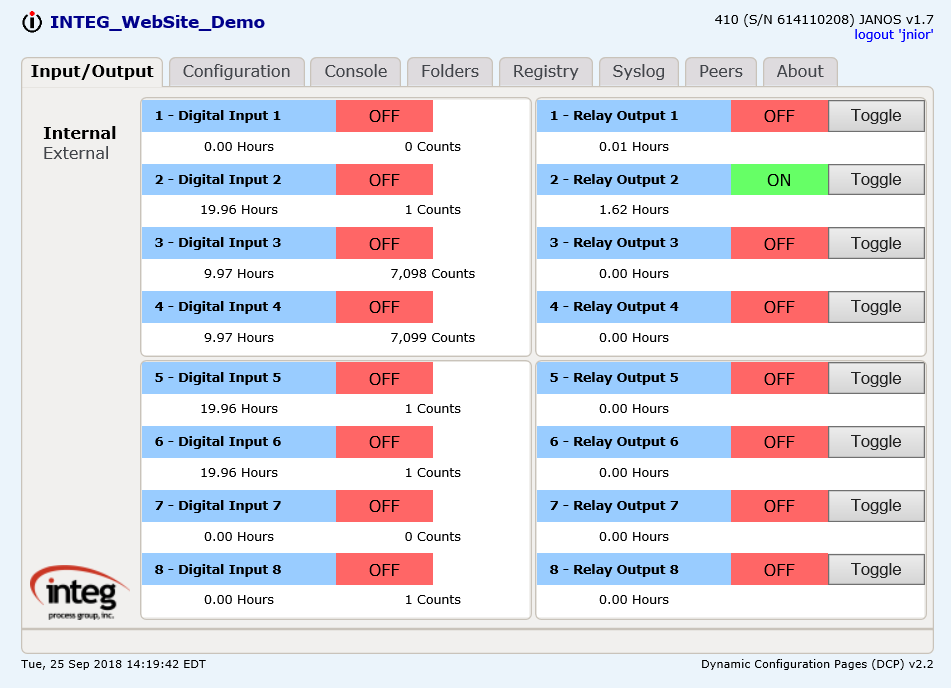 INTEG_WebSite_Demo
410 (S/N 614110208) JANOS v1.7
logout 'jnior'
Input/Output Configuration Console Folders Registry Syslog Peers About
Internal
External
1 - Digital Input 1 OFF
0.00 Hours 0 Counts
2 - Digital Input 2 OFF
19.96 Hours 1 Counts
3 - Digital Input 3 OFF
9.97 Hours 7,098 Counts
4 - Digital Input 4 OFF
9.97 Hours 7,099 Counts
1 - Relay Output 1 OFF Toggle
0.01 Hours
2 - Relay Output 2 ON Toggle
1.62 Hours
3 - Relay Output 3 OFF Toggle
0.00 Hours
4 - Relay Output 4 OFF Toggle
0.00 Hours
5 - Digital Input 5 OFF
19.96 Hours 1 Counts
6 - Digital Input 6 OFF
19.96 Hours 1 Counts
7 - Digital Input 7 OFF
0.00 Hours 0 Counts
8 - Digital Input 8 OFF
0.00 Hours 1 Counts
5 - Relay Output 5 OFF Toggle
0.00 Hours
6 - Relay Output 6 OFF Toggle
0.00 Hours
7 - Relay Output 7 OFF Toggle
0.00 Hours
8 - Relay Output 8 OFF Toggle
0.00 Hours
integ
process group, inc.
Tue, 25 Sep 2018 14:19:42 EDT
Dynamic Configuration Pages (DCP) v2.2